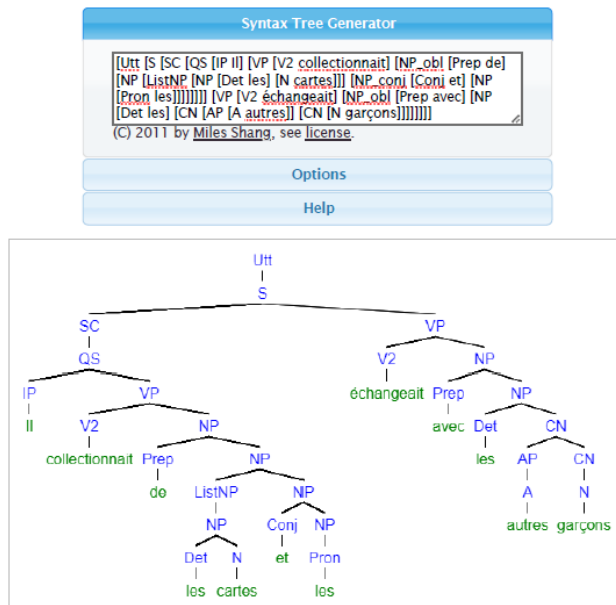 Syntax Tree Generator
[Utt [S [SC [QS [IP Il] [VP [V2 collectionnait] [NP_obl [Prep de]
[NP [ListNP [NP [Det les] [N cartes]]] [NP_conj [Conj et] [NP
[Pron les]]]]]]]] [VP [V2 échangeait] [NP_obl [Prep avec] [NP
[Det les] [CN [AP [A autres]] [CN [N garçons]]]]]]]]
(C) 2011 by Miles Shang, see license.
Options
Help
Utt
S
SC VP
QS V2 NP
IP VP échangeait Prep NP
Il V2 NP avec Det CN
collectionnait Prep NP les AP CN
de ListNP NP A N
NP Conj NP autres garçons
Det N et Pron
les cartes les